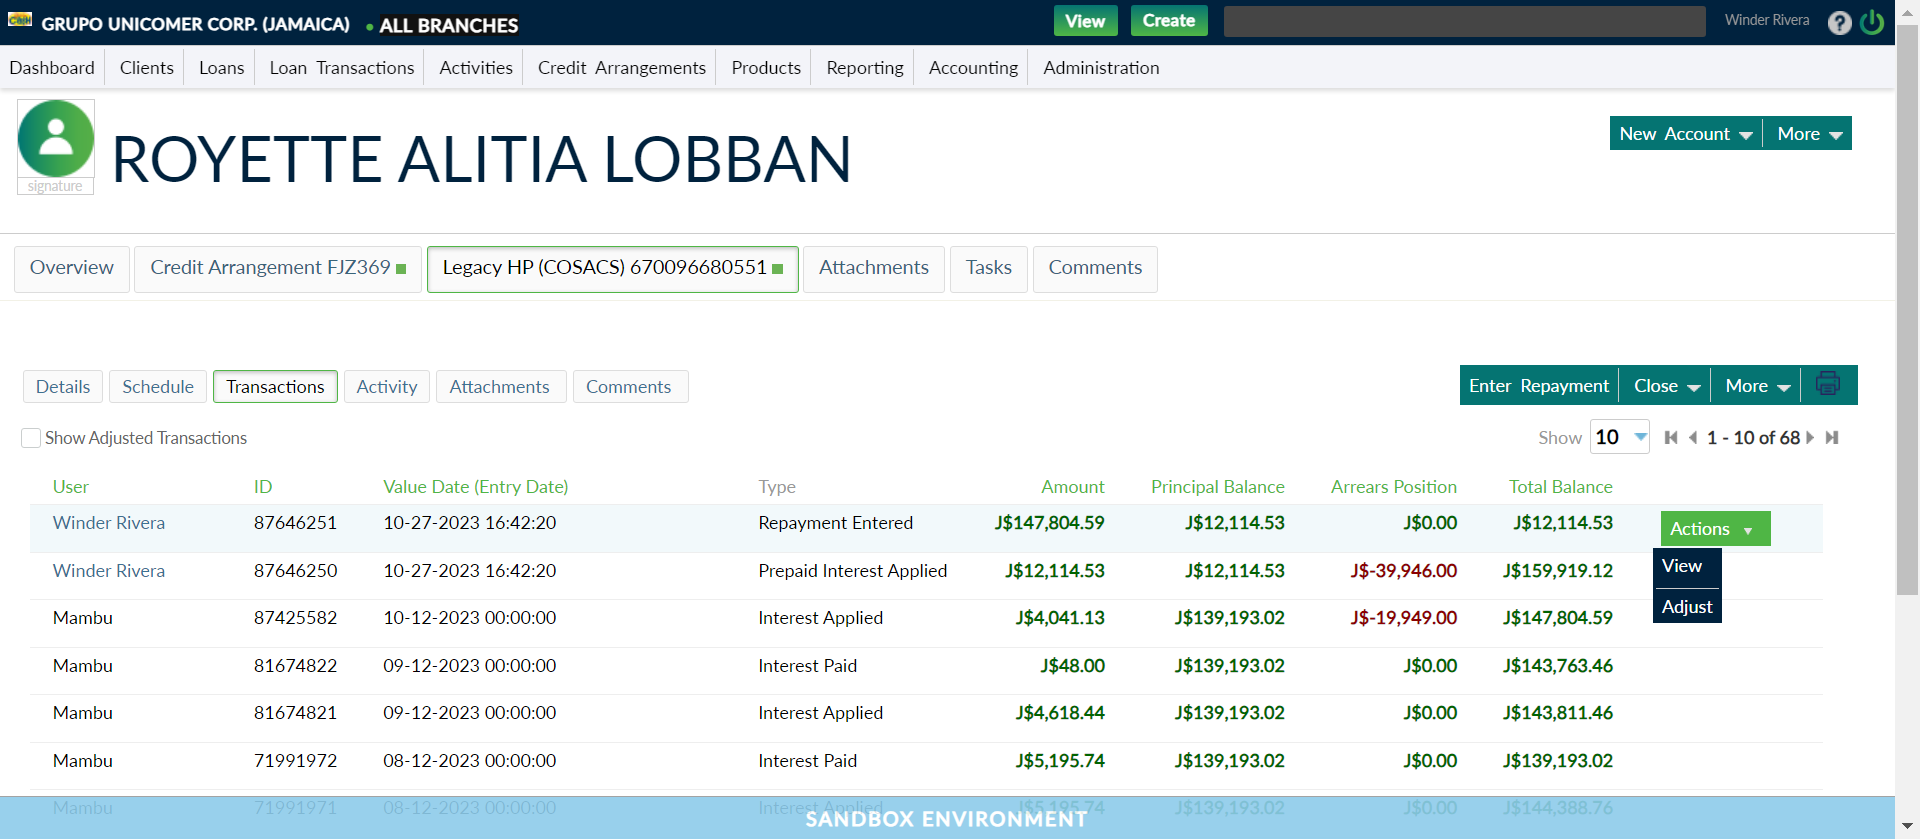 CASH GRUPO UNICOMER CORP. (JAMAICA) ALL BRANCHES View Create Winder Rivera ?
Dashboard Clients Loans Loan Transactions Activities Credit Arrangements Products Reporting Accounting Administration
ROYETTE ALITIA LOBBAN
New Account More
signature
Overview Credit Arrangement FJZ369 Legacy HP (COSACS) 670096680551 Attachments Tasks Comments
Details Schedule Transactions Activity Attachments Comments Enter Repayment Close More
Show Adjusted Transactions Show 10 1 - 10 of 68
User ID Value Date (Entry Date) Type Amount Principal Balance Arrears Position Total Balance
Winder Rivera 87646251 10-27-2023 16:42:20 Repayment Entered J$147,804.59 J$12,114.53 J$0.00 J$12,114.53 Actions
View
Winder Rivera 87646250 10-27-2023 16:42:20 Prepaid Interest Applied J$12,114.53 J$12,114.53 J$-39,946.00 J$159,919.12
Adjust
Mambu 87425582 10-12-2023 00:00:00 Interest Applied J$4,041.13 J$139,193.02 J$-19,949.00 J$147,804.59
Mambu 81674822 09-12-2023 00:00:00 Interest Paid J$48.00 J$139,193.02 J$0.00 J$143,763.46
Mambu 81674821 09-12-2023 00:00:00 Interest Applied J$4,618.44 J$139,193.02 J$0.00 J$143,811.46
Mambu 71991972 08-12-2023 00:00:00 Interest Paid J$5,195.74 J$139,193.02 J$0.00 J$139,193.02
Mambu 71991971 08-12-2023 00:00:00 Interest Applied J$5,195.74 J$139,193.02 J$0.00 J$144,388.76
SANDBOX ENVIRONMENT